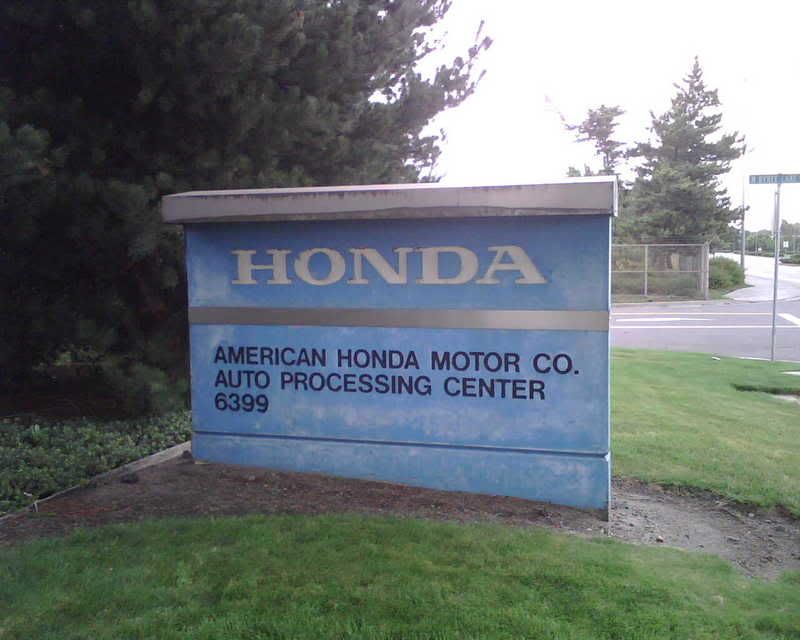 HONDA
AMERICAN HONDA MOTOR CO.
AUTO PROCESSING CENTER
6399